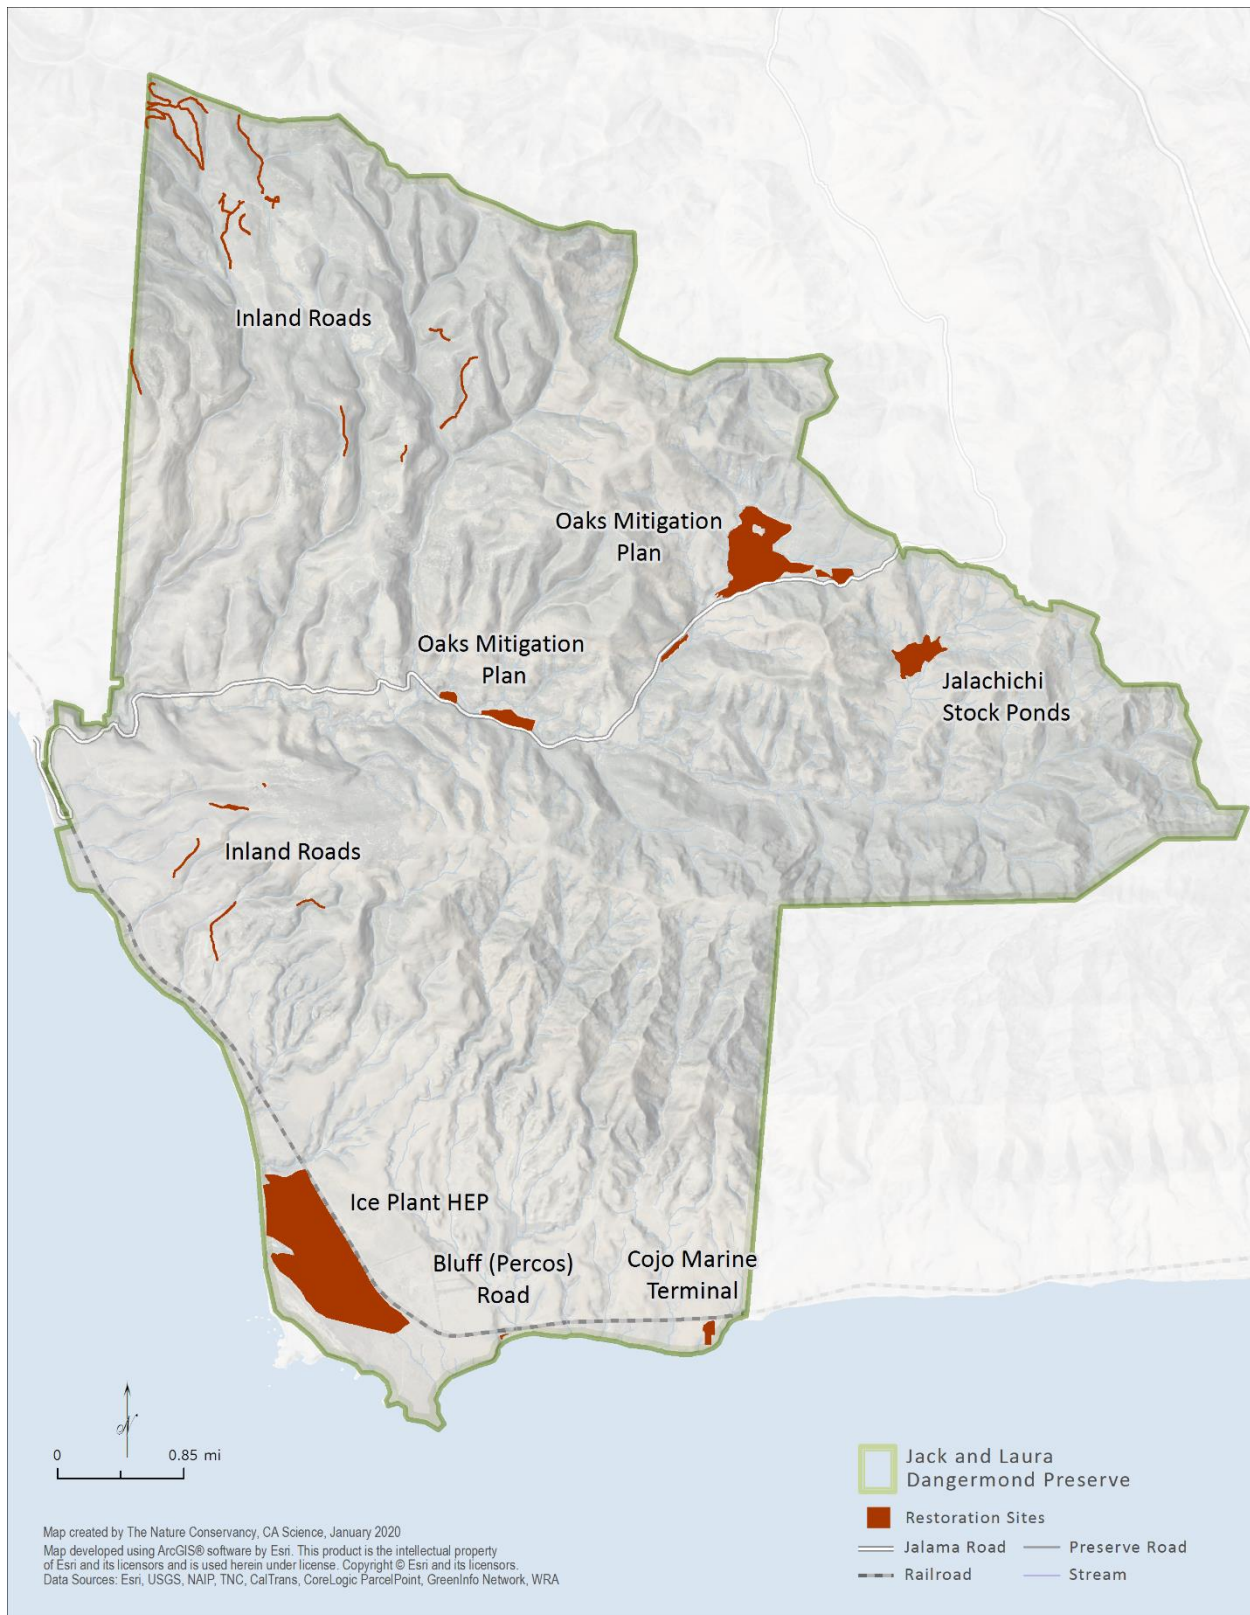 Inland Roads
Oaks Mitigation
Plan
Oaks Mitigation
Plan
Jalachichi
Stock Ponds
Inland Roads
Ice Plant HEP
Bluff (Percos)
Road
Cojo Marine
Terminal
N
0
0.85 mi
Jack and Laura
Dangermond Preserve
Restoration Sites
Jalama Road
Preserve Road
Railroad
Stream
Map created by The Nature Conservancy, CA Science, January 2020
Map developed using ArcGIS® software by Esri. This product is the intellectual property
of Esri and its licensors and is used herein under license. Copyright © Esri and its licensors.
Data Sources: Esri, USGS, NAIP, TNC, CalTrans, CoreLogic ParcelPoint, GreenInfo Network, WRA